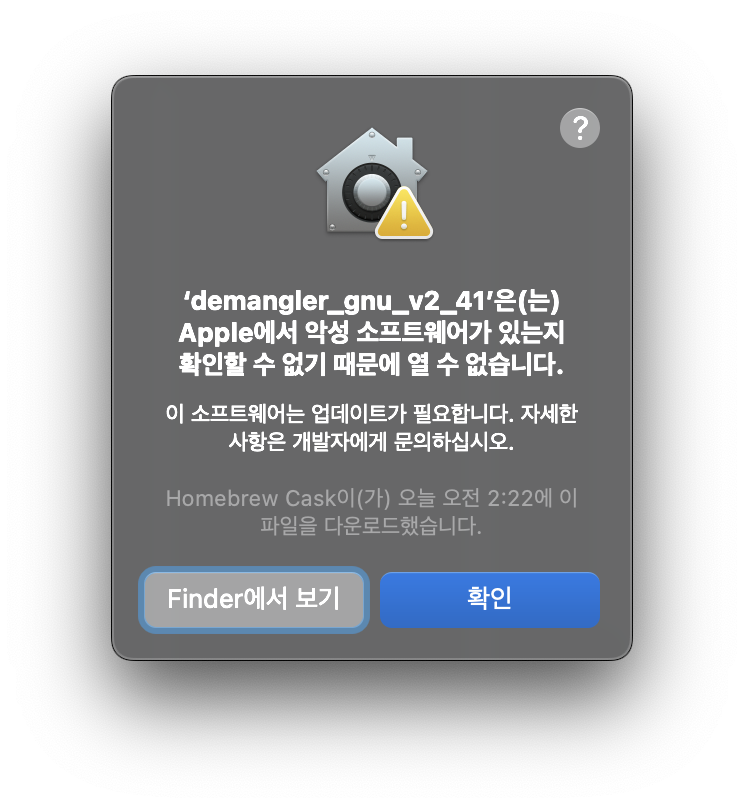 ?
‘demangler_gnu_v2_41’은(는)
Apple에서 악성 소프트웨어가 있는지
확인할 수 없기 때문에 열 수 없습니다.
이 소프트웨어는 업데이트가 필요합니다. 자세한
사항은 개발자에게 문의하십시오.
Homebrew Cask이(가) 오늘 오전 2:22에 이
파일을 다운로드했습니다.
Finder에서 보기
확인